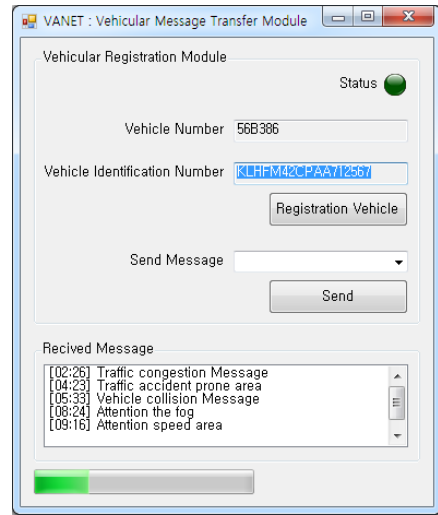 VANET : Vehicular Message Transfer Module
Vehicular Registration Module
Status
Vehicle Number 56B386
Vehicle Identification Number KLHFM42CPAA712567
Registration Vehicle
Send Message
Send
Recived Message
[02:26] Traffic congestion Message
[04:23] Traffic accident prone area
[05:33] Vehicle collision Message
[08:24] Attention the fog
[09:16] Attention speed area